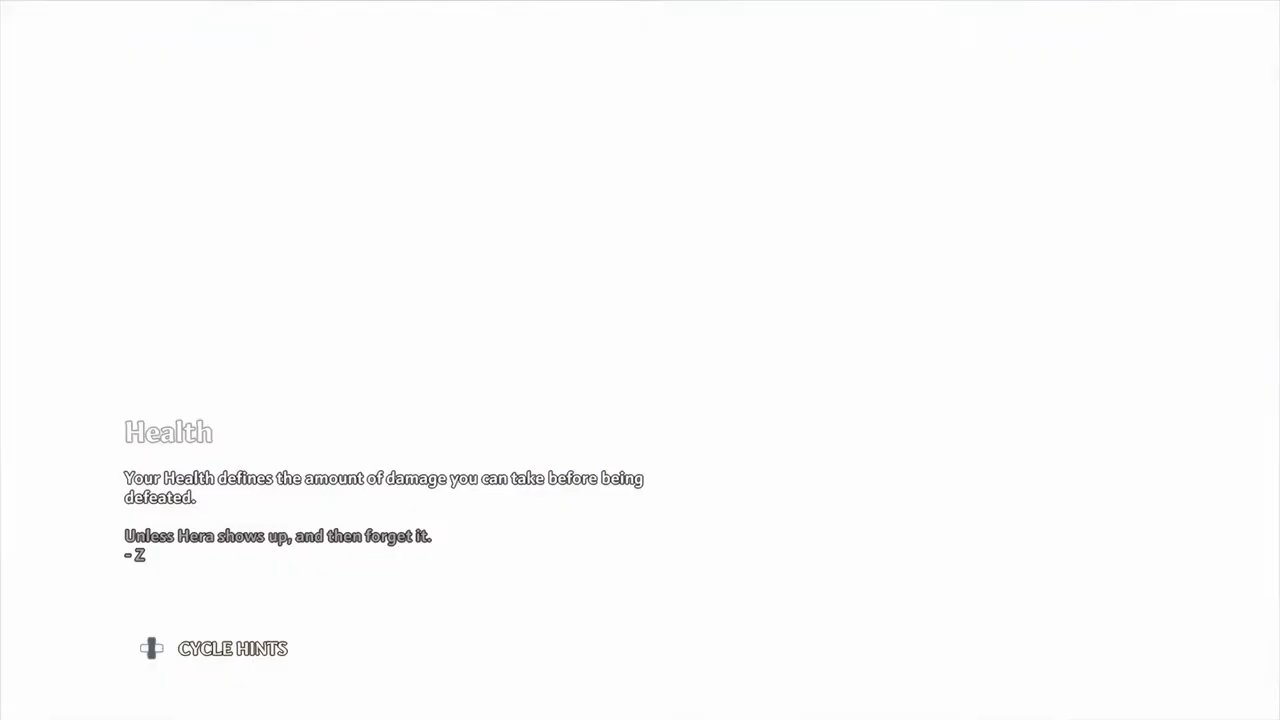 Health
Your Health defines the amount of damage you can take before being
defeated.
Unless Hera shows up, and then forget it.
- Z
CYCLE HINTS